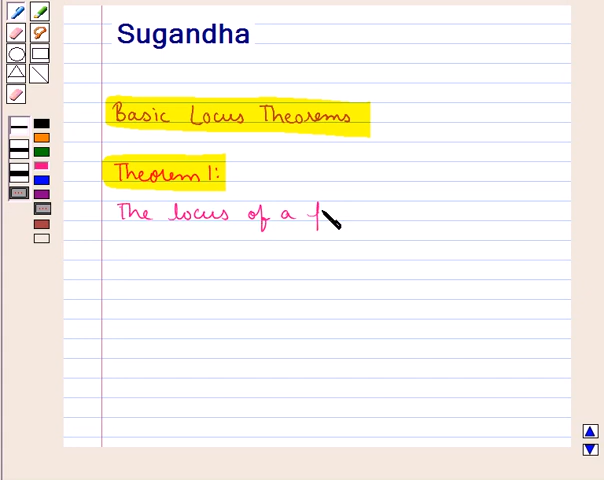 Sugandha
Basic Locus Theorems
Theorem 1:
The locus of a